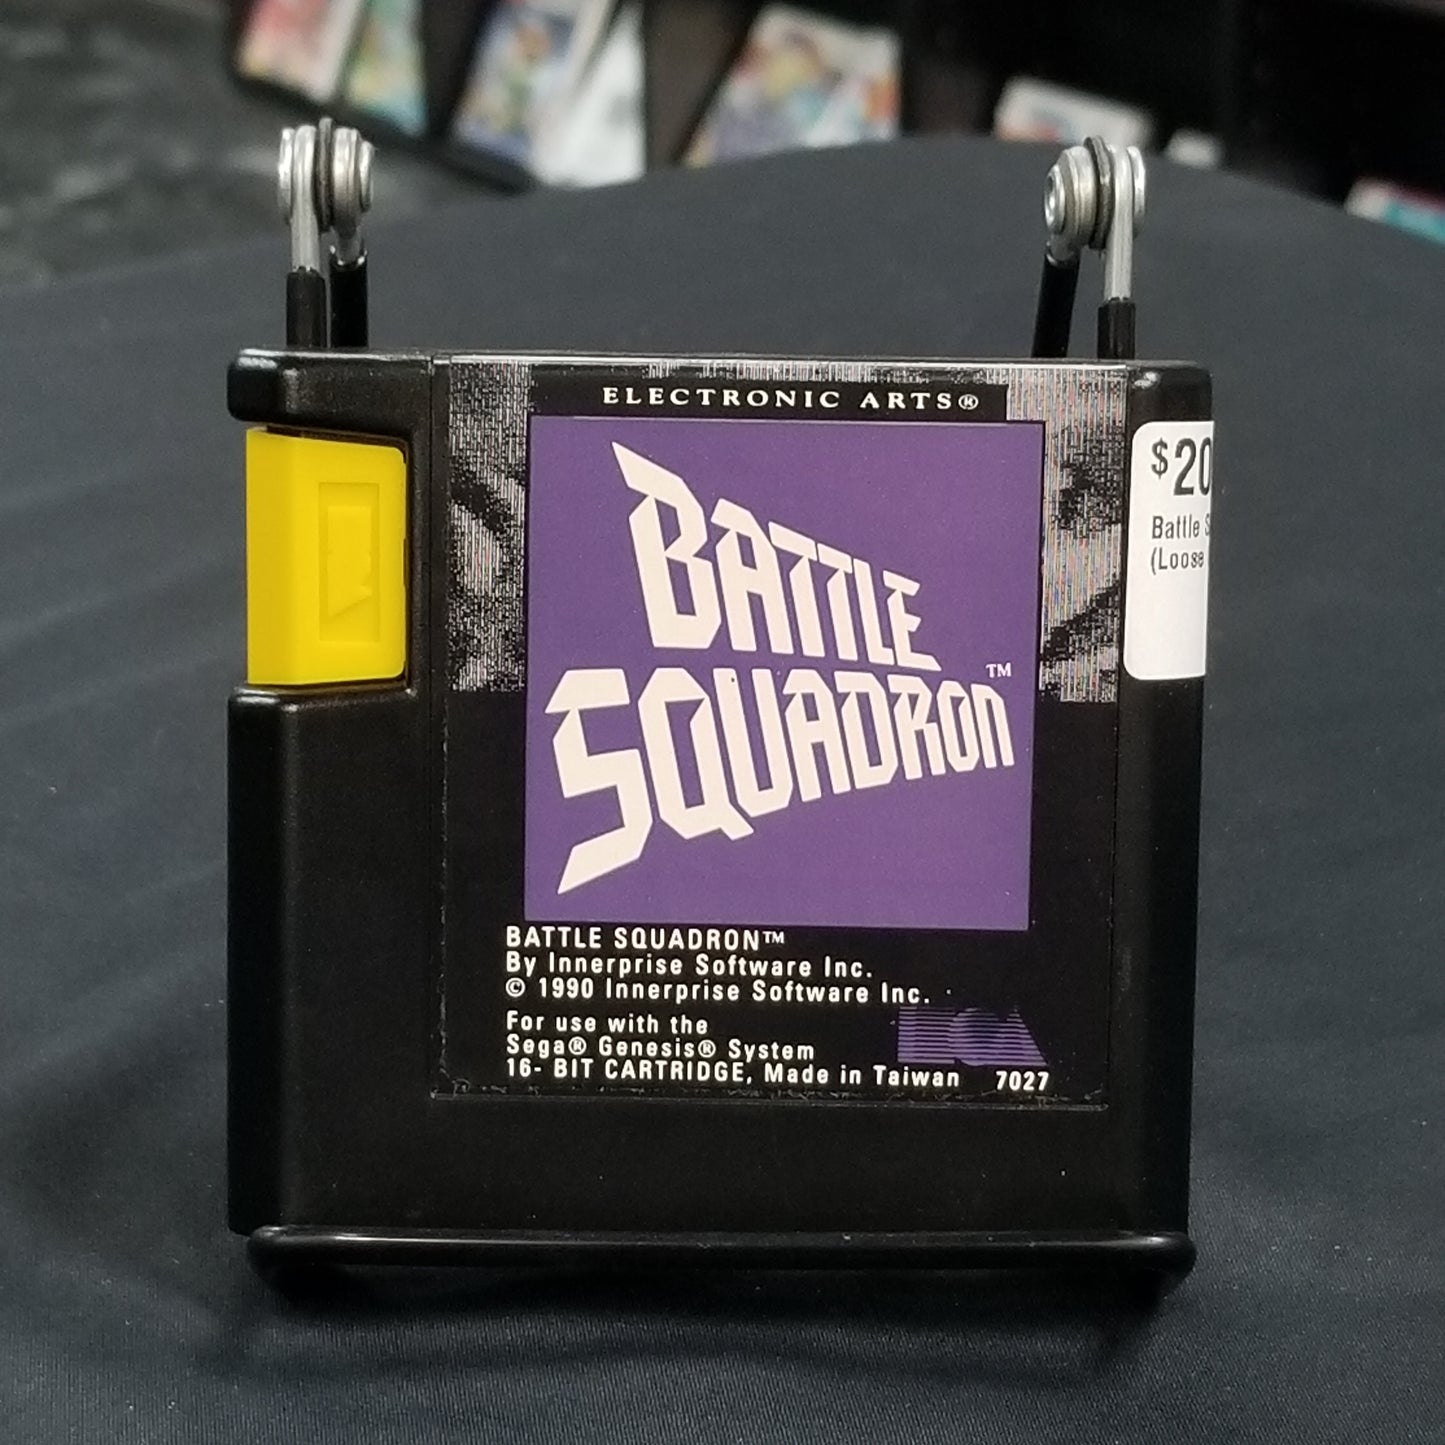 ELECTRONIC ARTS®
BATTLE
SQUADRON™
$20
Battle
(Loose
BATTLE SQUADRON™
By Innerprise Software Inc.
© 1990 Innerprise Software Inc.
For use with the
Sega® Genesis® System
16- BIT CARTRIDGE, Made in Taiwan 7027